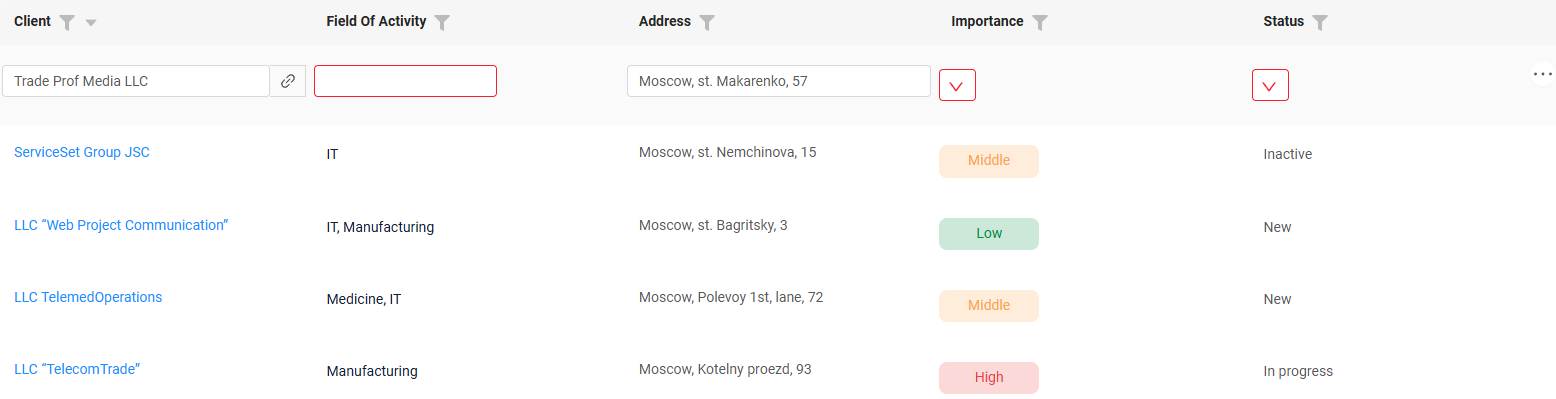 Client Field Of Activity Address Importance Status
Trade Prof Media LLC Moscow, st. Makarenko, 57
ServiceSet Group JSC IT Moscow, st. Nemchinova, 15 Middle Inactive
LLC “Web Project Communication” IT, Manufacturing Moscow, st. Bagritsky, 3 Low New
LLC TelemedOperations Medicine, IT Moscow, Polevoy 1st, lane, 72 Middle New
LLC “TelecomTrade” Manufacturing Moscow, Kotelny proezd, 93 High In progress